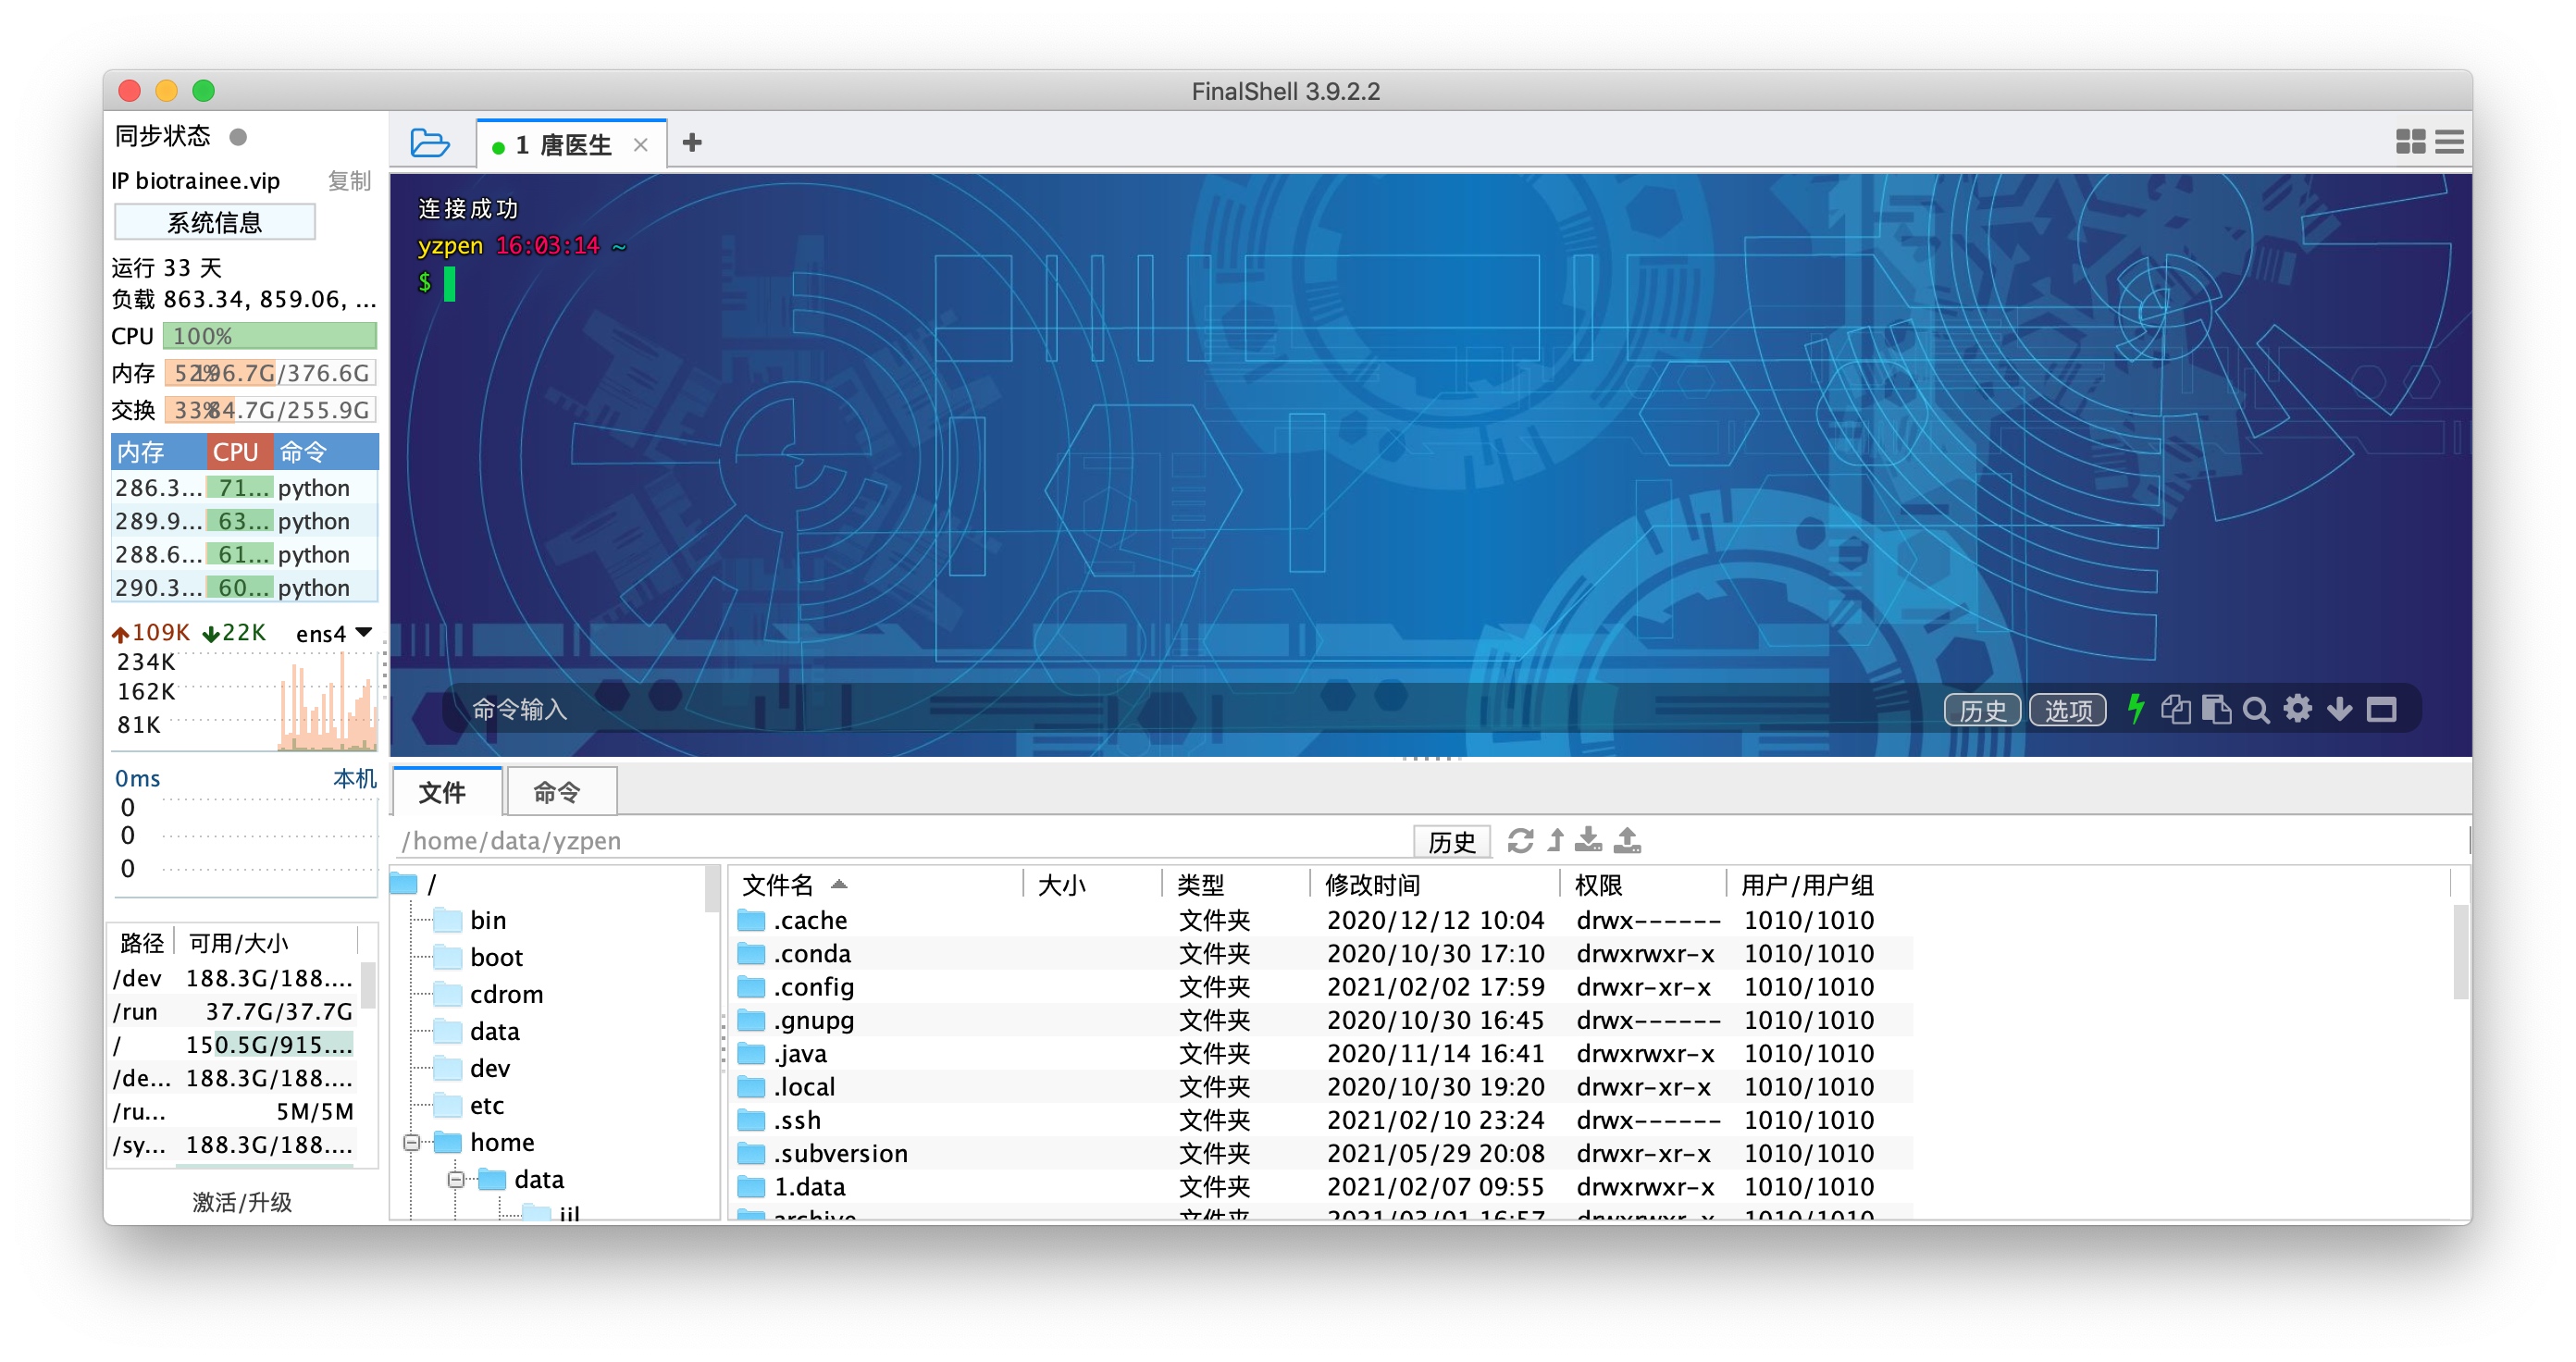 FinalShell 3.9.2.2
同步状态
IP biotrainee.vip 复制
系统信息
运行 33 天
负载 863.34, 859.06, ...
CPU 100%
内存 52% 196.7G/376.6G
交换 33% 84.7G/255.9G
内存 CPU 命令
286.3... 71... python
289.9... 63... python
288.6... 61... python
290.3... 60... python
109K 22K ens4
234K
162K
81K
0ms 本机
0
0
0
路径 可用/大小
/dev 188.3G/188....
/run 37.7G/37.7G
/ 150.5G/915....
/de... 188.3G/188....
/ru... 5M/5M
/sy... 188.3G/188....
激活/升级
1 唐医生
连接成功
yzpen 16:03:14 ~
$
命令输入 历史 选项
文件 命令
/home/data/yzpen 历史
/
bin
boot
cdrom
data
dev
etc
home
data
文件名 大小 类型 修改时间 权限 用户/用户组
.cache 文件夹 2020/12/12 10:04 drwx------ 1010/1010
.conda 文件夹 2020/10/30 17:10 drwxrwxr-x 1010/1010
.config 文件夹 2021/02/02 17:59 drwxr-xr-x 1010/1010
.gnupg 文件夹 2020/10/30 16:45 drwx------ 1010/1010
.java 文件夹 2020/11/14 16:41 drwxrwxr-x 1010/1010
.local 文件夹 2020/10/30 19:20 drwxr-xr-x 1010/1010
.ssh 文件夹 2021/02/10 23:24 drwx------ 1010/1010
.subversion 文件夹 2021/05/29 20:08 drwxr-xr-x 1010/1010
1.data 文件夹 2021/02/07 09:55 drwxrwxr-x 1010/1010
archive 文件夹 2021/03/01 16:57 drwxrwxr-x 1010/1010